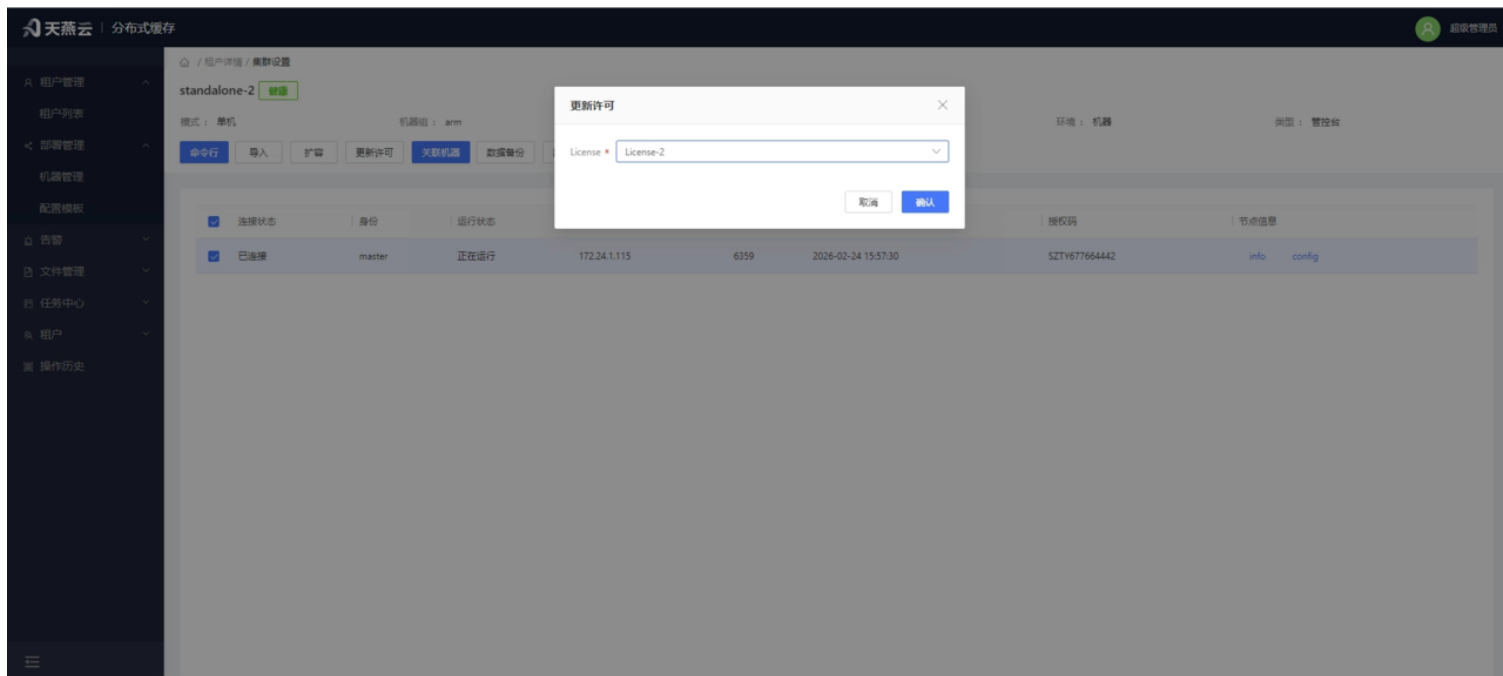 天燕云 | 分布式缓存
超级管理员
租户管理
租户列表
部署管理
机器管理
配置模板
告警
文件管理
任务中心
租户
操作历史
/ 租户详情 / 集群设置
standalone-2 健康
模式： 单机 机器组： arm 环境： 机器 类型： 管控台
命令行 导入 扩容 更新许可 关联机器 数据备份
更新许可
License * License-2
取消 确认
连接状态 身份 运行状态 授权码 节点信息
已连接 master 正在运行 172.24.1.115 6359 2026-02-24 15:57:30 SZTY677664442 info config